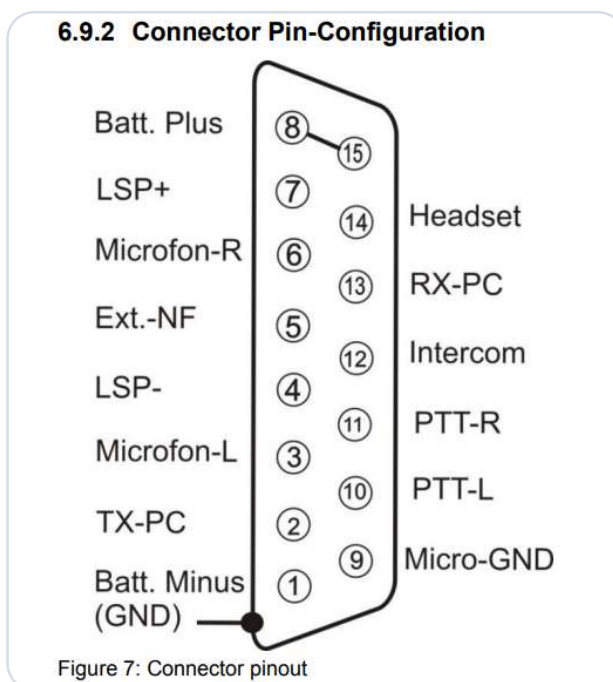 6.9.2 Connector Pin-Configuration
Batt. Plus
8
15
LSP+
7
14
Headset
Microfon-R
6
13
RX-PC
Ext.-NF
5
12
Intercom
LSP-
4
11
PTT-R
Microfon-L
3
10
PTT-L
TX-PC
2
9
Micro-GND
Batt. Minus
1
(GND)
Figure 7: Connector pinout